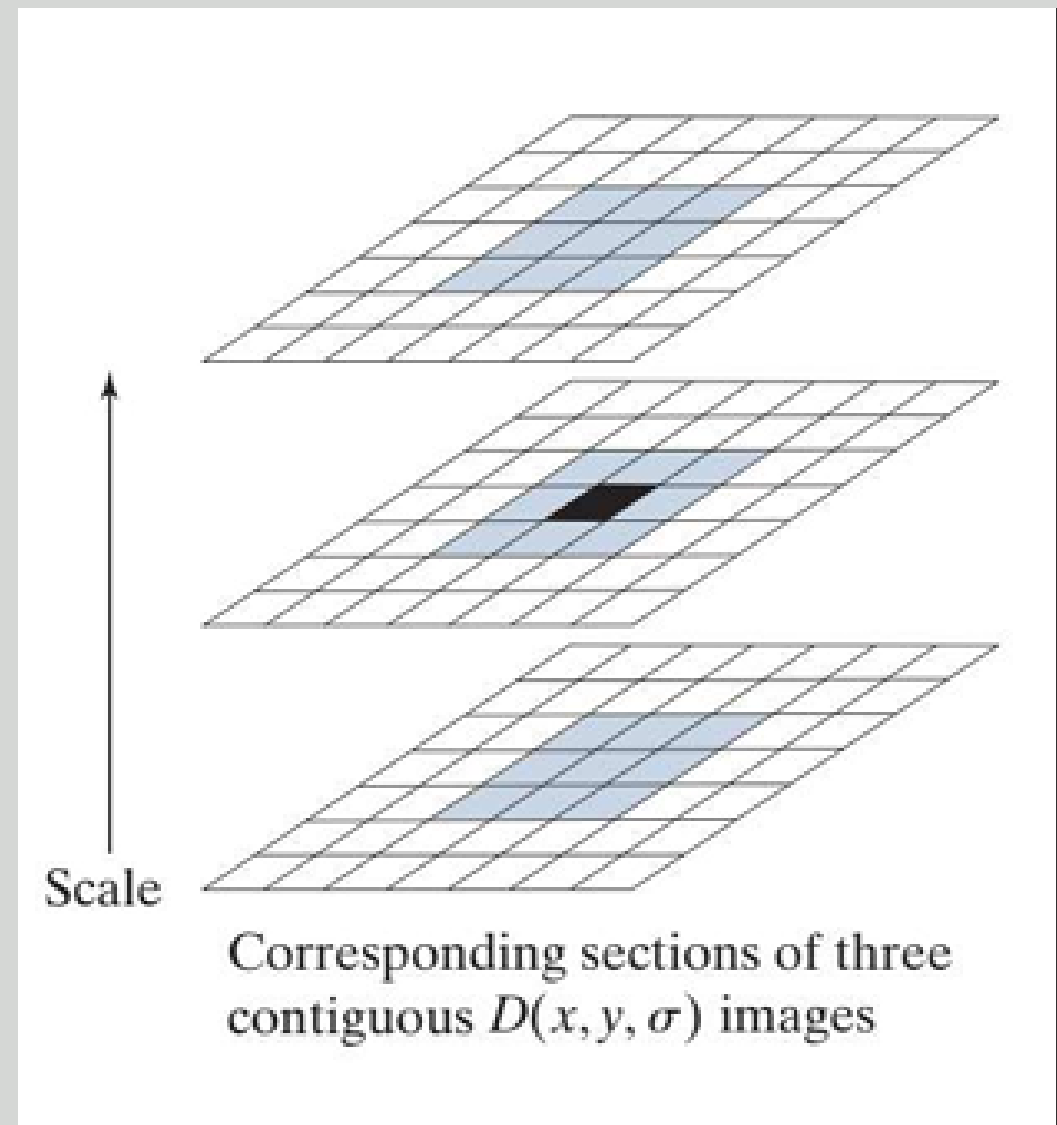 Scale
Corresponding sections of three
contiguous D(x, y, σ) images